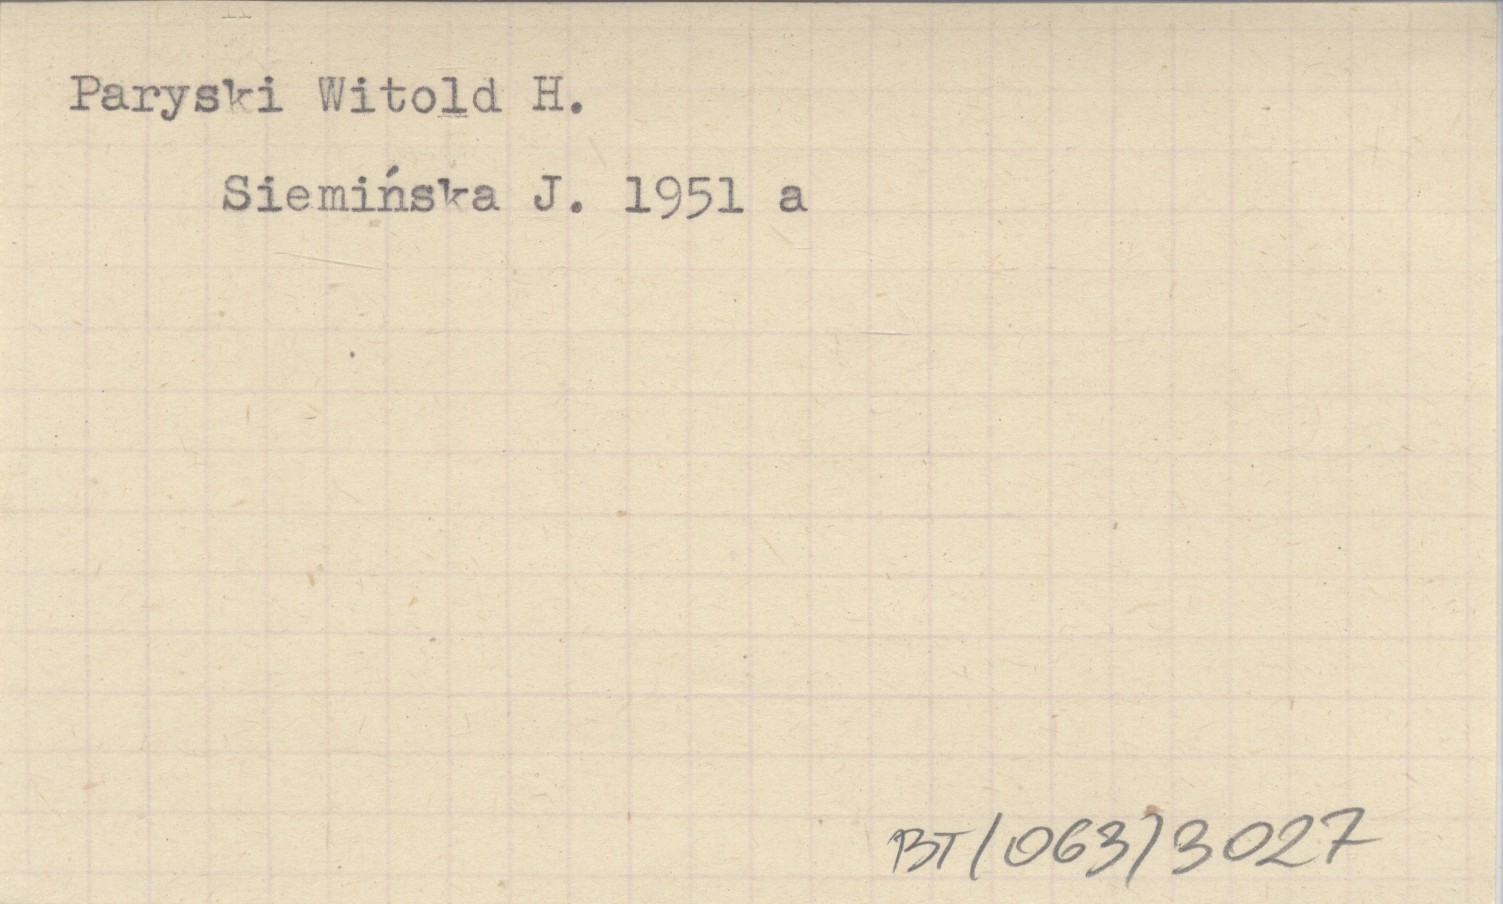 Paryski Witold H.
Siemińska J. 1951 a
BT/063/3027